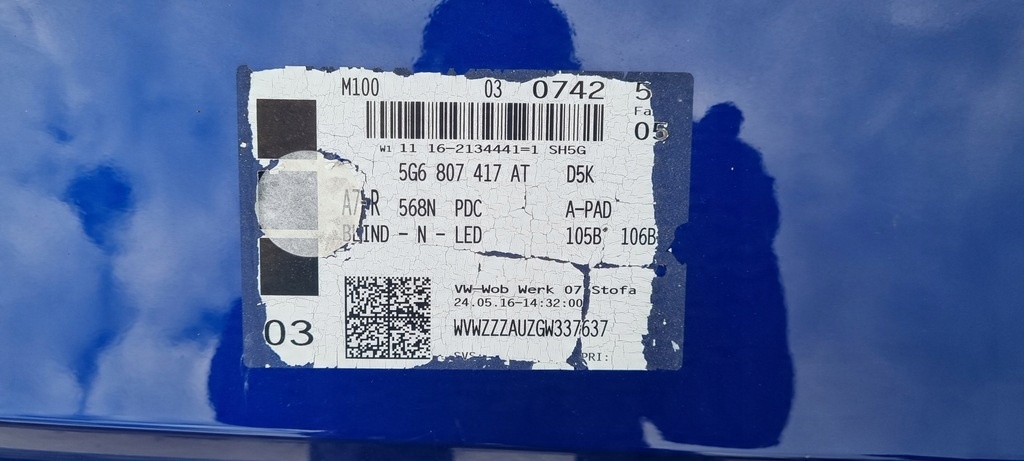 M100 03 0742 5
Fa
05
W1 11 16-2134441=1 SH5G
5G6 807 417 AT D5K
568N PDC A-PAD
- N - LED 105B* 106B
VW-Wob Werk 07 Stofa
24.05.16-14:32:00
03 WVWZZZAUZGW337637
PRI: